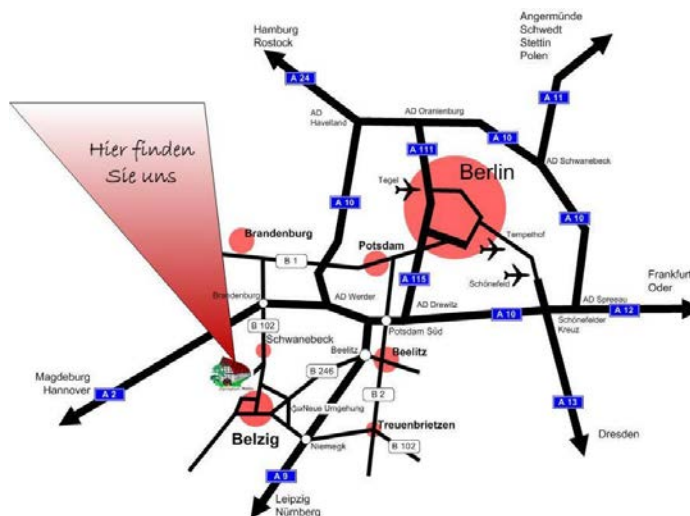 Hamburg
Rostock
A 24
Angermünde
Schwedt
Stettin
Polen
A 11
AD
Havelland
AD Oranienburg
A 10
A 111
AD Schwanebeck
Hier finden
Sie uns
Berlin
Tegel
A 10
A 10
Brandenburg
B 1
Potsdam
Tempelhof
Schönefeld
A 115
Frankfurt
Oder
Brandenburg
AD Werder
AD Drewitz
AD Spreeau
A 10
A 12
Schönefelder
Kreuz
B 102
Potsdam Süd
Schwanebeck
Beelitz
Beelitz
B 246
Magdeburg
Hannover
A 2
B 2
A 13
Neue Umgehung
Belzig
Treuenbrietzen
Niemegk
B 102
Dresden
A 9
Leipzig
Nürnberg